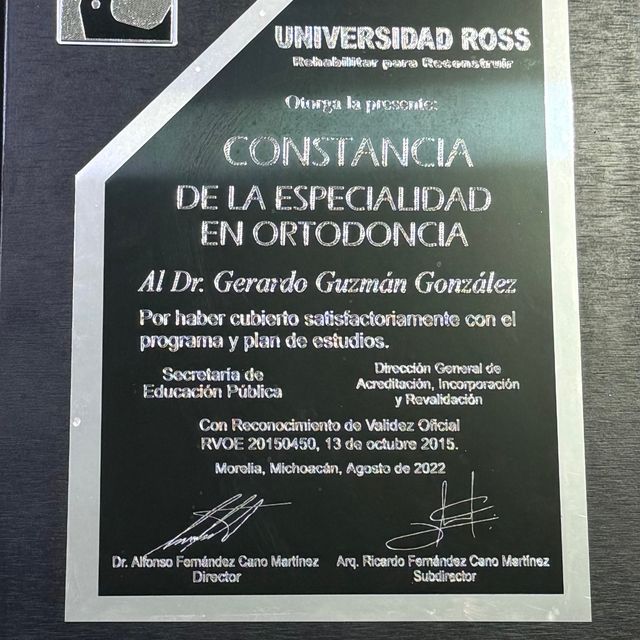 UNIVERSIDAD ROSS
Rehabilitar para Reconstruir
Otorga la presente:
CONSTANCIA
DE LA ESPECIALIDAD
EN ORTODONCIA
Al Dr. Gerardo Guzmán González
Por haber cubierto satisfactoriamente con el
programa y plan de estudios.
Secretaría de
Educación Pública
Dirección General de
Acreditación, Incorporación
y Revalidación
Con Reconocimiento de Validez Oficial
RVOE 20150450, 13 de octubre 2015.
Morelia, Michoacán, Agosto de 2022
Dr. Alfonso Fernández Cano Martínez
Director
Arq. Ricardo Fernández Cano Martínez
Subdirector